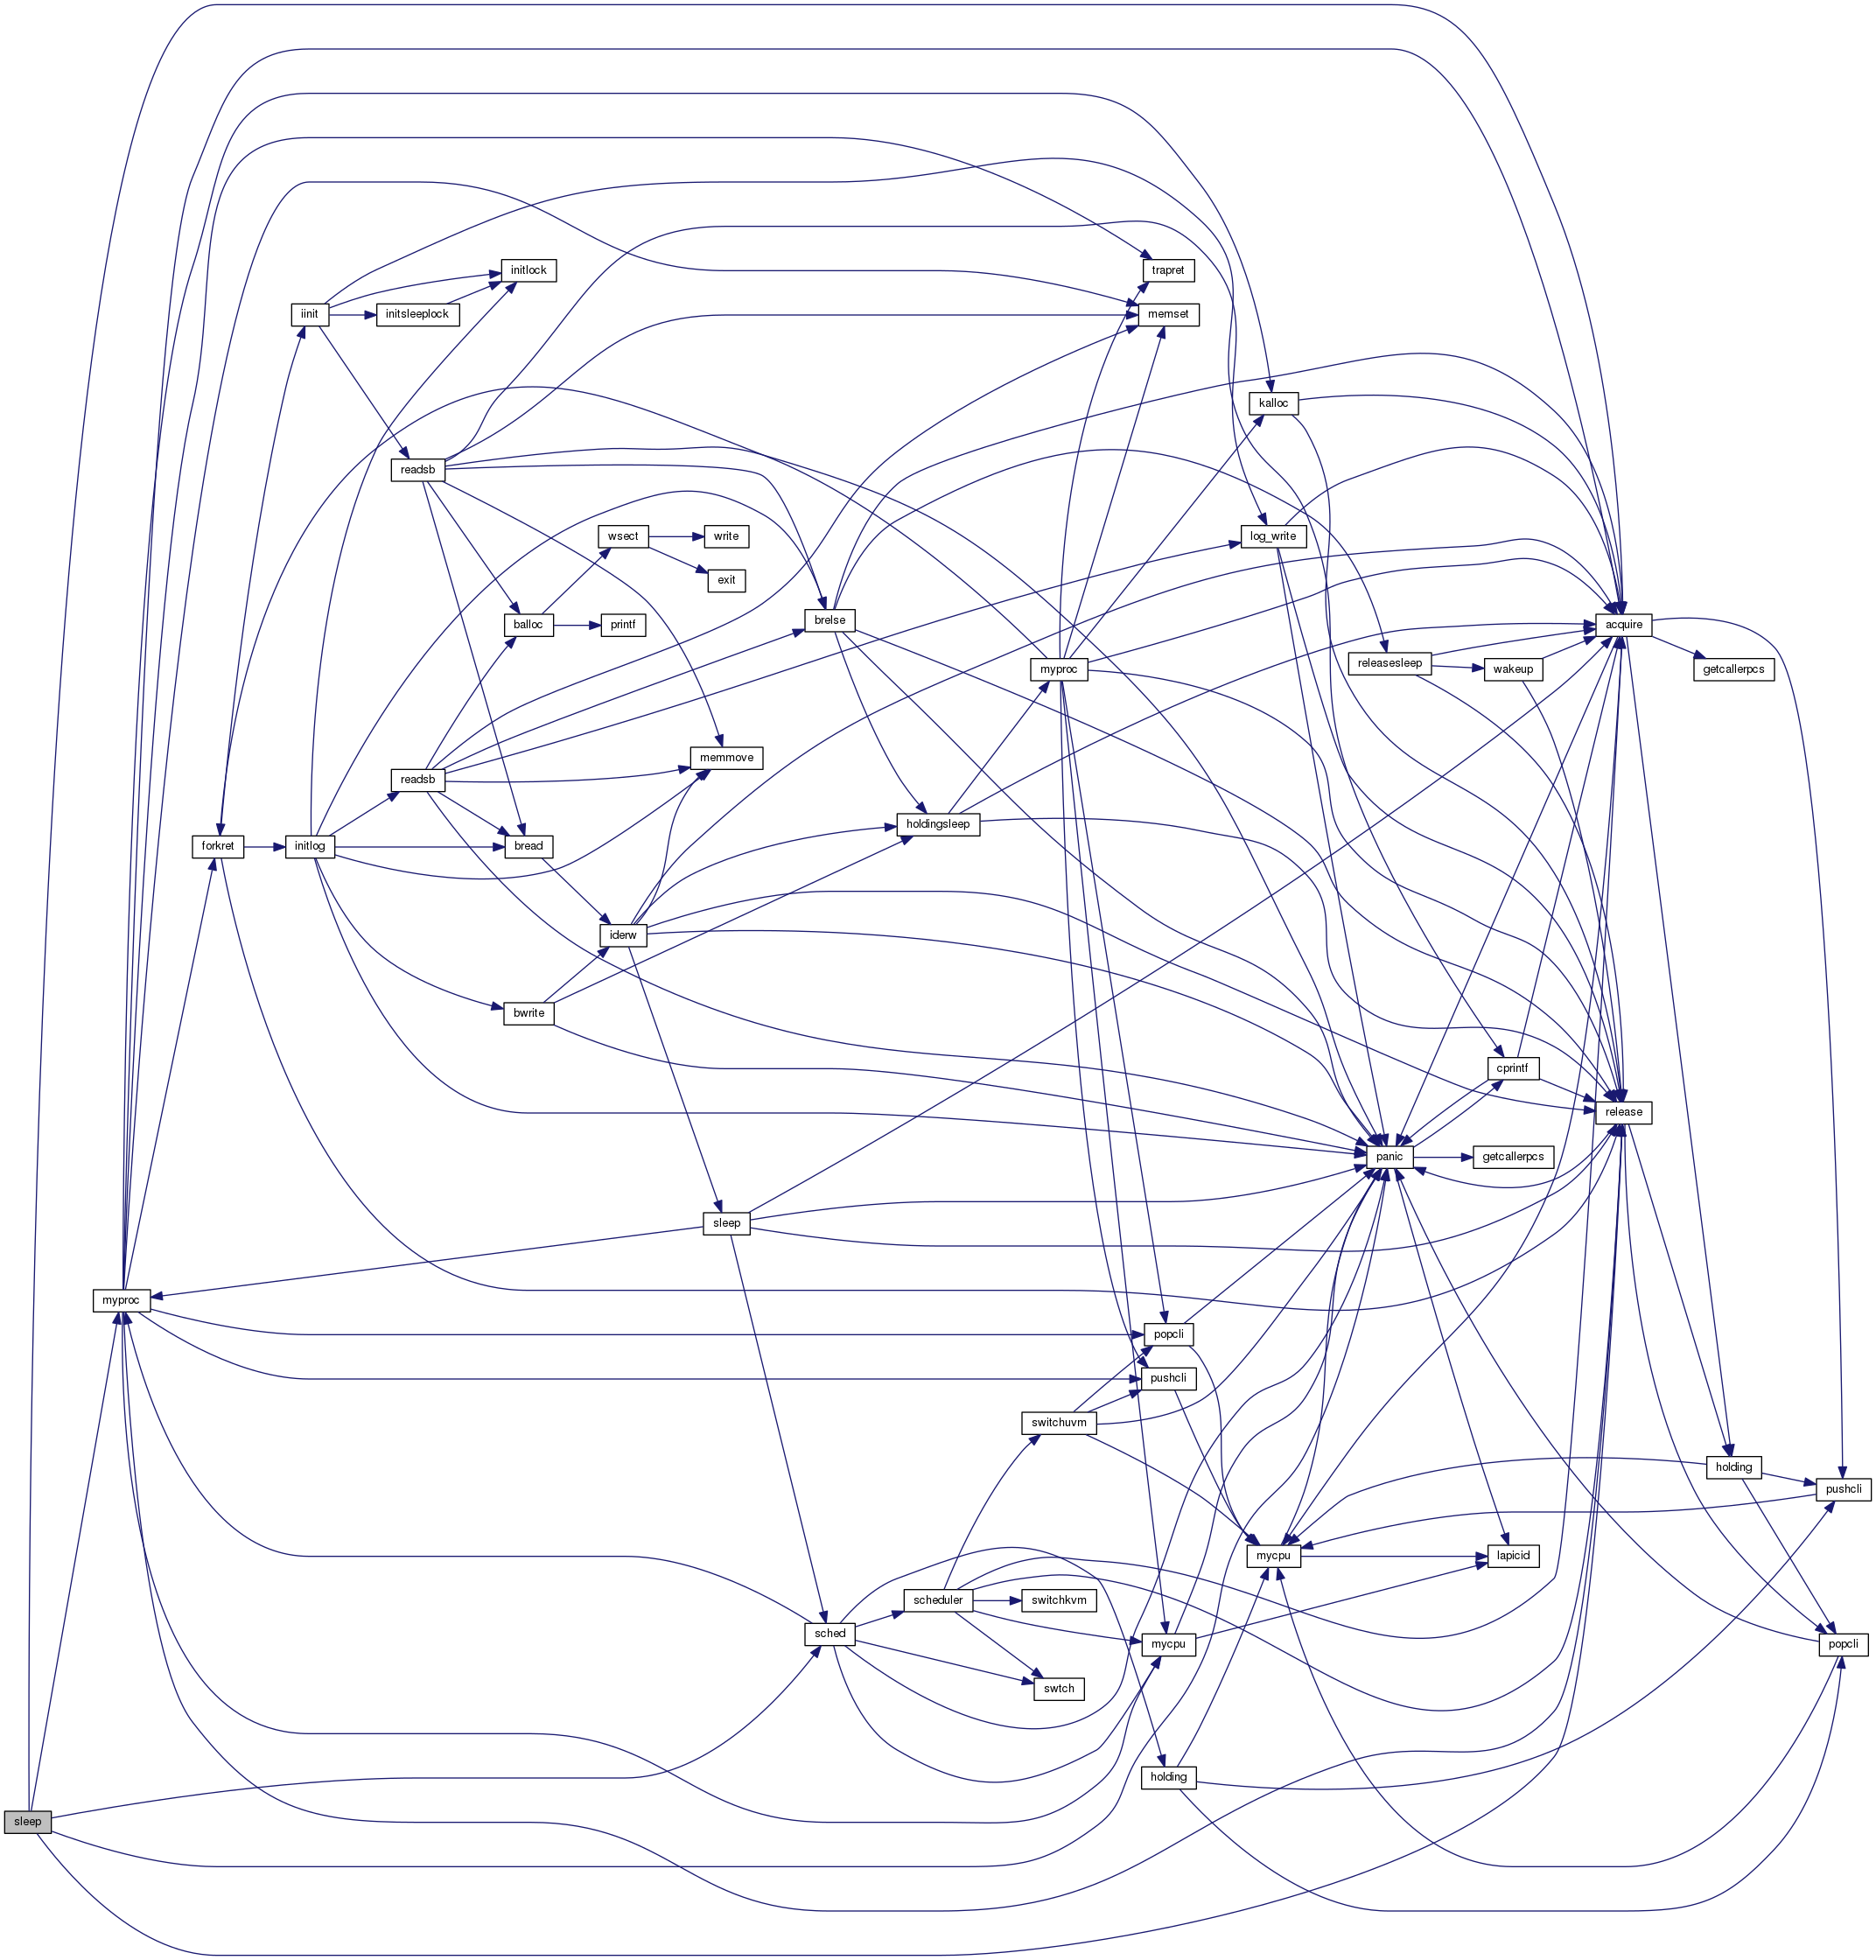 trapret
initlock
iinit
initsleeplock
memset
kalloc
readsb
wsect
write
log_write
exit
balloc
printf
brelse
acquire
releasesleep
wakeup
getcallerpcs
myproc
memmove
readsb
holdingsleep
forkret
initlog
bread
iderw
bwrite
cprintf
release
panic
getcallerpcs
sleep
myproc
popcli
pushcli
switchuvm
holding
pushcli
mycpu
lapicid
scheduler
switchkvm
sched
mycpu
popcli
swtch
holding
sleep